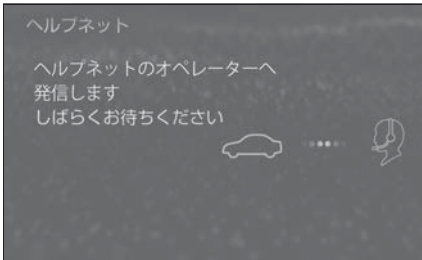 ヘルプネット
ヘルプネットのオペレーターへ
発信します
しばらくお待ちください